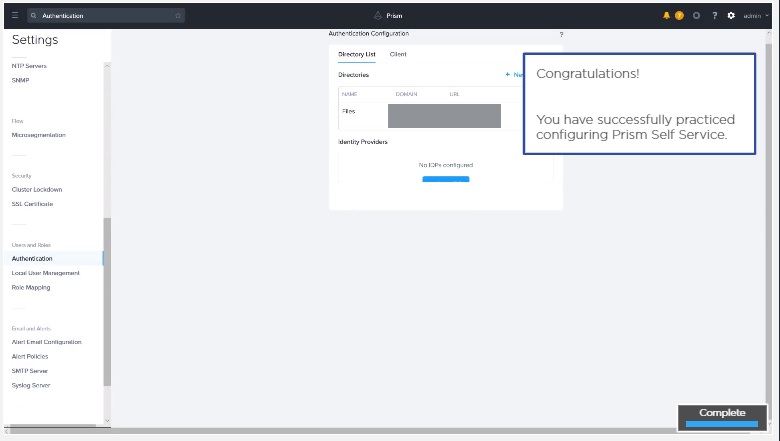 Authentication
Prism
?
admin
Settings
NTP Servers
SNMP
Flow
Microsegmentation
Security
Cluster Lockdown
SSL Certificate
Users and Roles
Authentication
Local User Management
Role Mapping
Email and Alerts
Alert Email Configuration
Alert Policies
SMTP Server
Syslog Server
Authentication Configuration
?
Directory List Client
Directories
+
NAME DOMAIN URL
Files
Identity Providers
No IDPs configured
Congratulations!
You have successfully practiced
configuring Prism Self Service.
Complete